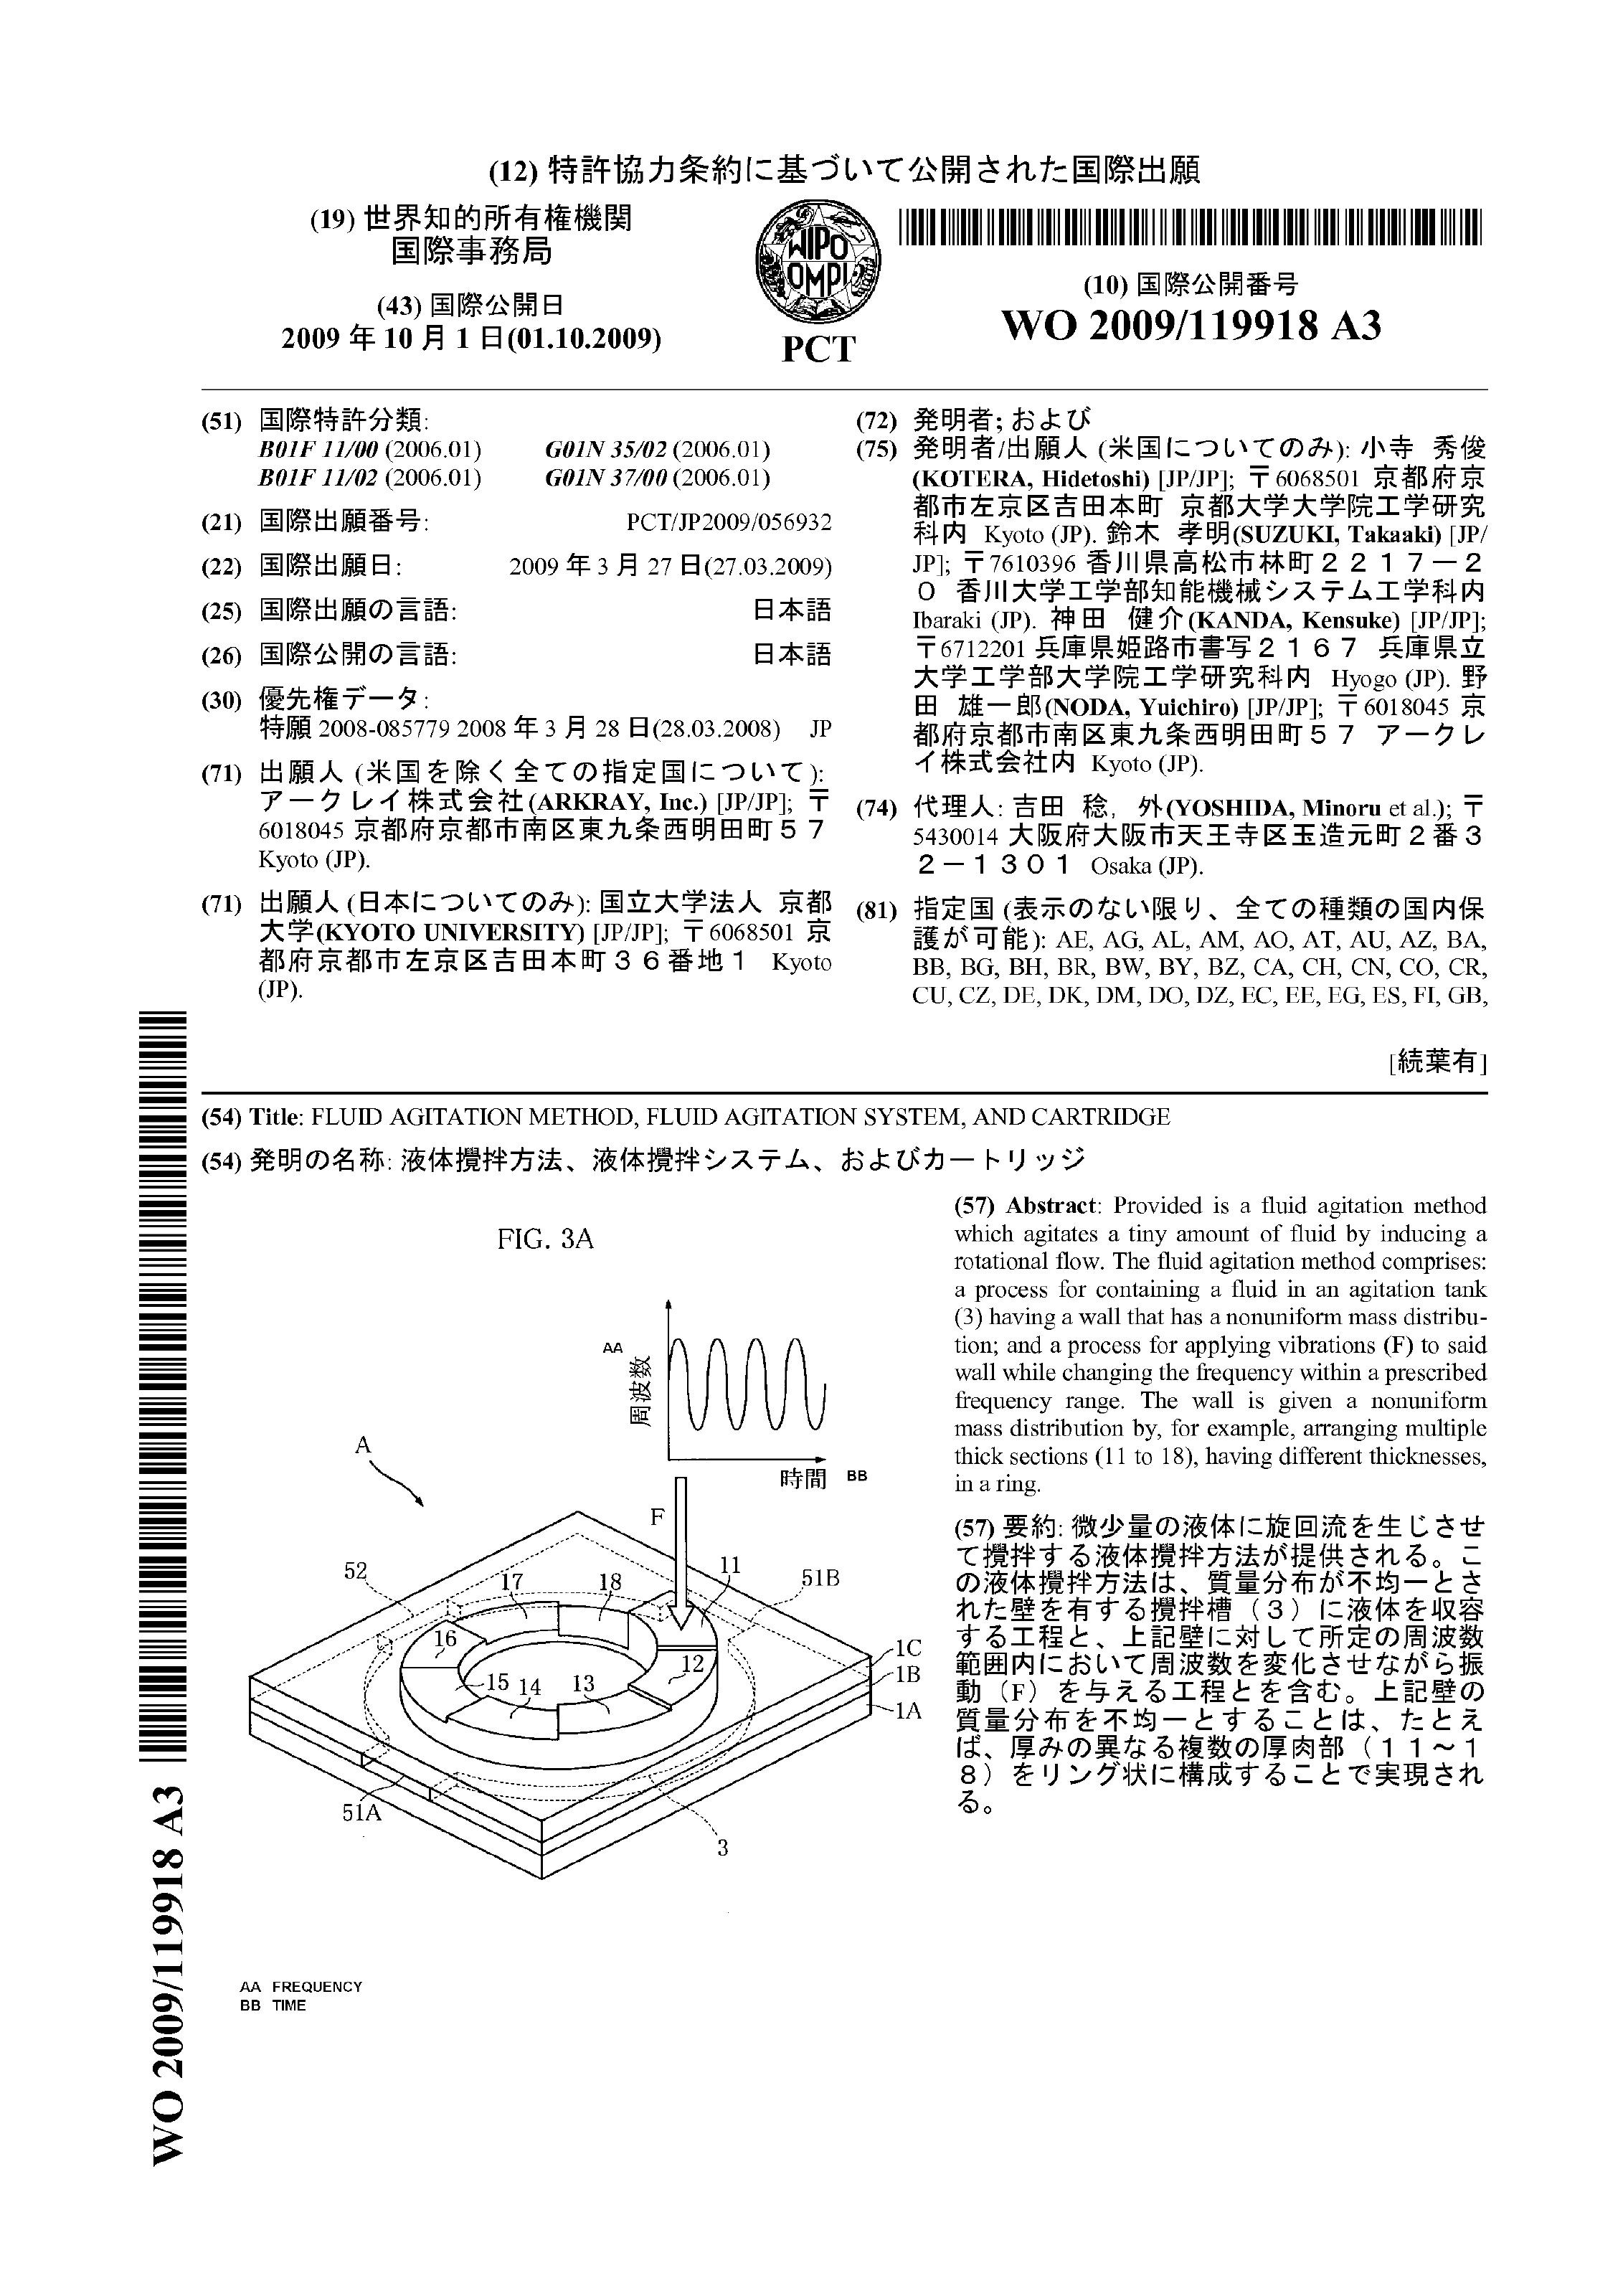 (12) 特許協力条約に基づいて公開された国際出願
(19) 世界知的所有権機関
国際事務局
(43) 国際公開日
2009 年 10 月 1 日(01.10.2009)
WIPO
OMPI
PCT
(10) 国際公開番号
WO 2009/119918 A3
(51) 国際特許分類:
B01F 11/00 (2006.01) G01N 35/02 (2006.01)
B01F 11/02 (2006.01) G01N 37/00 (2006.01)
(21) 国際出願番号: PCT/JP2009/056932
(22) 国際出願日: 2009 年 3 月 27 日(27.03.2009)
(25) 国際出願の言語: 日本語
(26) 国際公開の言語: 日本語
(30) 優先権データ:
特願 2008-085779 2008 年 3 月 28 日(28.03.2008) JP
(71) 出願人 (米国を除く全ての指定国について):
アークレイ株式会社(ARKRAY, Inc.) [JP/JP]; 〒
6018045 京都府京都市南区東九条西明田町５７
Kyoto (JP).
(71) 出願人 (日本についてのみ): 国立大学法人 京都
大学(KYOTO UNIVERSITY) [JP/JP]; 〒6068501 京
都府京都市左京区吉田本町３６番地１ Kyoto
(JP).
(72) 発明者; および
(75) 発明者/出願人 (米国についてのみ): 小寺 秀俊
(KOTERA, Hidetoshi) [JP/JP]; 〒6068501 京都府京
都市左京区吉田本町 京都大学大学院工学研究
科内 Kyoto (JP). 鈴木 孝明(SUZUKI, Takaaki) [JP/
JP]; 〒7610396 香川県高松市林町２２１７－２
０ 香川大学工学部知能機械システム工学科内
Ibaraki (JP). 神田 健介(KANDA, Kensuke) [JP/JP];
〒6712201 兵庫県姫路市書写２１６７ 兵庫県立
大学工学部大学院工学研究科内 Hyogo (JP). 野
田 雄一郎(NODA, Yuichiro) [JP/JP]; 〒6018045 京
都府京都市南区東九条西明田町５７ アークレ
イ株式会社内 Kyoto (JP).
(74) 代理人: 吉田 稔, 外(YOSHIDA, Minoru et al.); 〒
5430014 大阪府大阪市天王寺区玉造元町２番３
２－１３０１ Osaka (JP).
(81) 指定国 (表示のない限り、全ての種類の国内保
護が可能): AE, AG, AL, AM, AO, AT, AU, AZ, BA,
BB, BG, BH, BR, BW, BY, BZ, CA, CH, CN, CO, CR,
CU, CZ, DE, DK, DM, DO, DZ, EC, EE, EG, ES, FI, GB,
[続葉有]
(54) Title: FLUID AGITATION METHOD, FLUID AGITATION SYSTEM, AND CARTRIDGE
(54) 発明の名称: 液体攪拌方法、液体攪拌システム、およびカートリッジ
FIG. 3A
AA
周波数
時間 BB
A
F
52
17
18
11
51B
16
12
15
14
13
1C
1B
1A
51A
3
AA FREQUENCY
BB TIME
(57) Abstract: Provided is a fluid agitation method
which agitates a tiny amount of fluid by inducing a
rotational flow. The fluid agitation method comprises:
a process for containing a fluid in an agitation tank
(3) having a wall that has a nonuniform mass distribu-
tion; and a process for applying vibrations (F) to said
wall while changing the frequency within a prescribed
frequency range. The wall is given a nonuniform
mass distribution by, for example, arranging multiple
thick sections (11 to 18), having different thicknesses,
in a ring.
(57) 要約: 微少量の液体に旋回流を生じさせ
て攪拌する液体攪拌方法が提供される。こ
の液体攪拌方法は、質量分布が不均一とさ
れた壁を有する攪拌槽（３）に液体を収容
する工程と、上記壁に対して所定の周波数
範囲内において周波数を変化させながら振
動（F）を与える工程とを含む。上記壁の
質量分布を不均一とすることは、たとえ
ば、厚みの異なる複数の厚肉部（１１～１
８）をリング状に構成することで実現され
る。
WO 2009/119918 A3